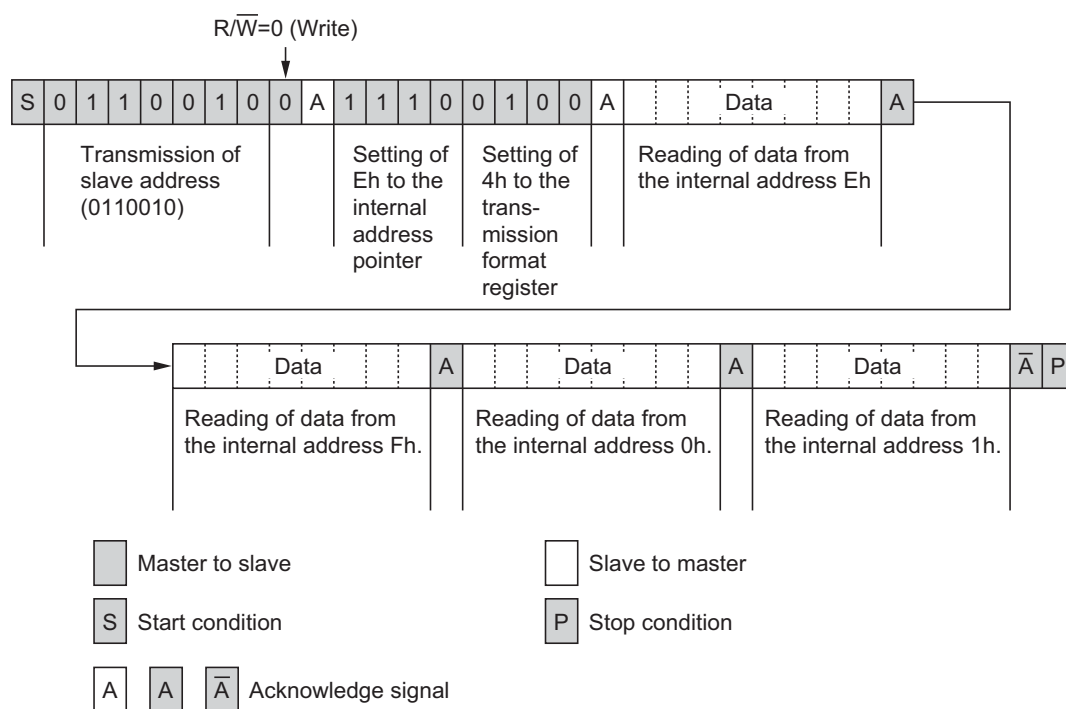 R/W̅=0 (Write)
S 0 1 1 0 0 1 0 0 A 1 1 1 0 0 1 0 0 A Data A
Transmission of
slave address
(0110010)
Setting of
Eh to the
internal
address
pointer
Setting of
4h to the
trans-
mission
format
register
Reading of data from
the internal address Eh
Data A Data A Data A̅ P
Reading of data from
the internal address Fh.
Reading of data from
the internal address 0h.
Reading of data from
the internal address 1h.
Master to slave
Slave to master
S Start condition
P Stop condition
A A A̅ Acknowledge signal